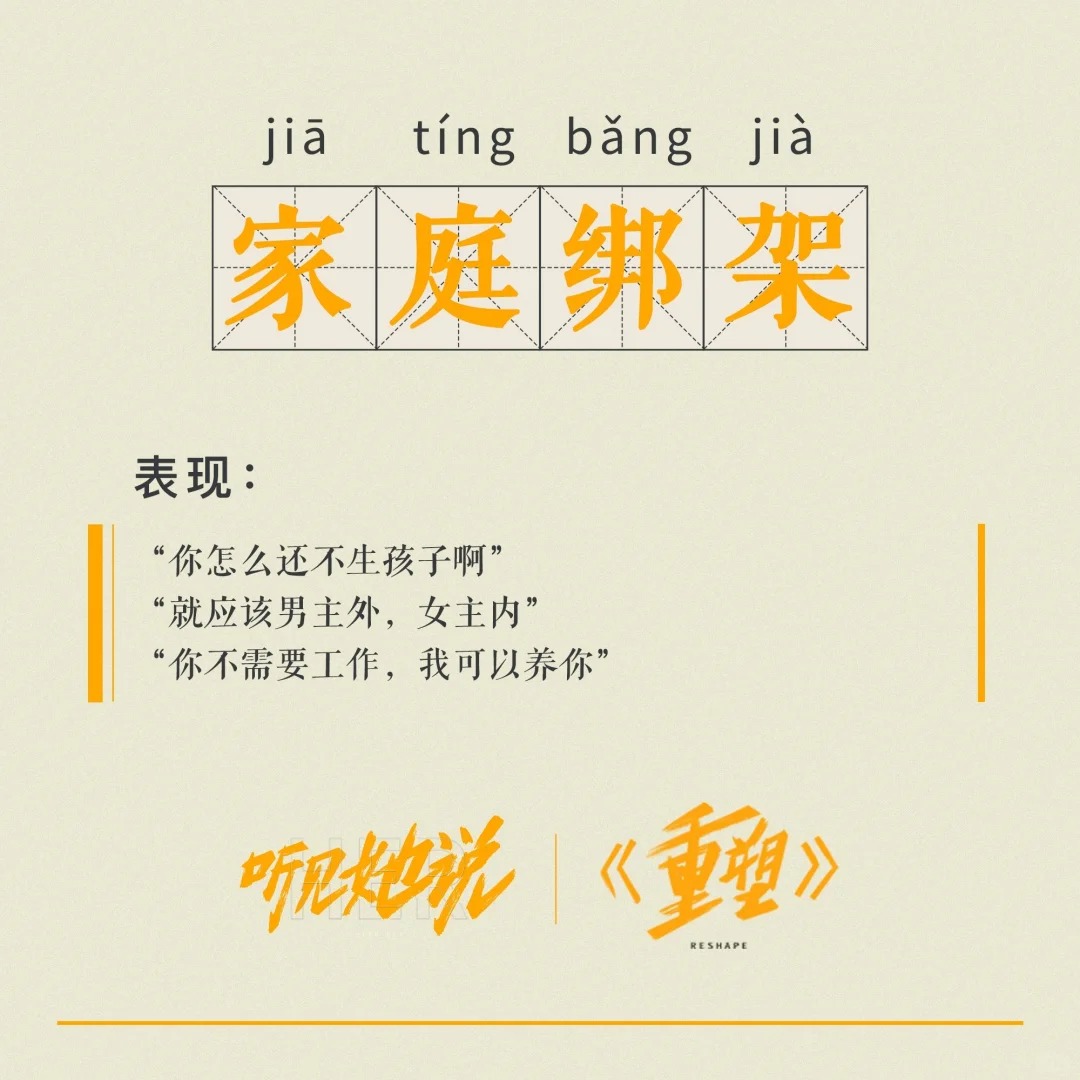 jiā tíng bǎng jià
家庭绑架
表现：
“你怎么还不生孩子啊”
“就应该男主外，女主内”
“你不需要工作，我可以养你”
HER
听见她说
《重塑》
RESHAPE